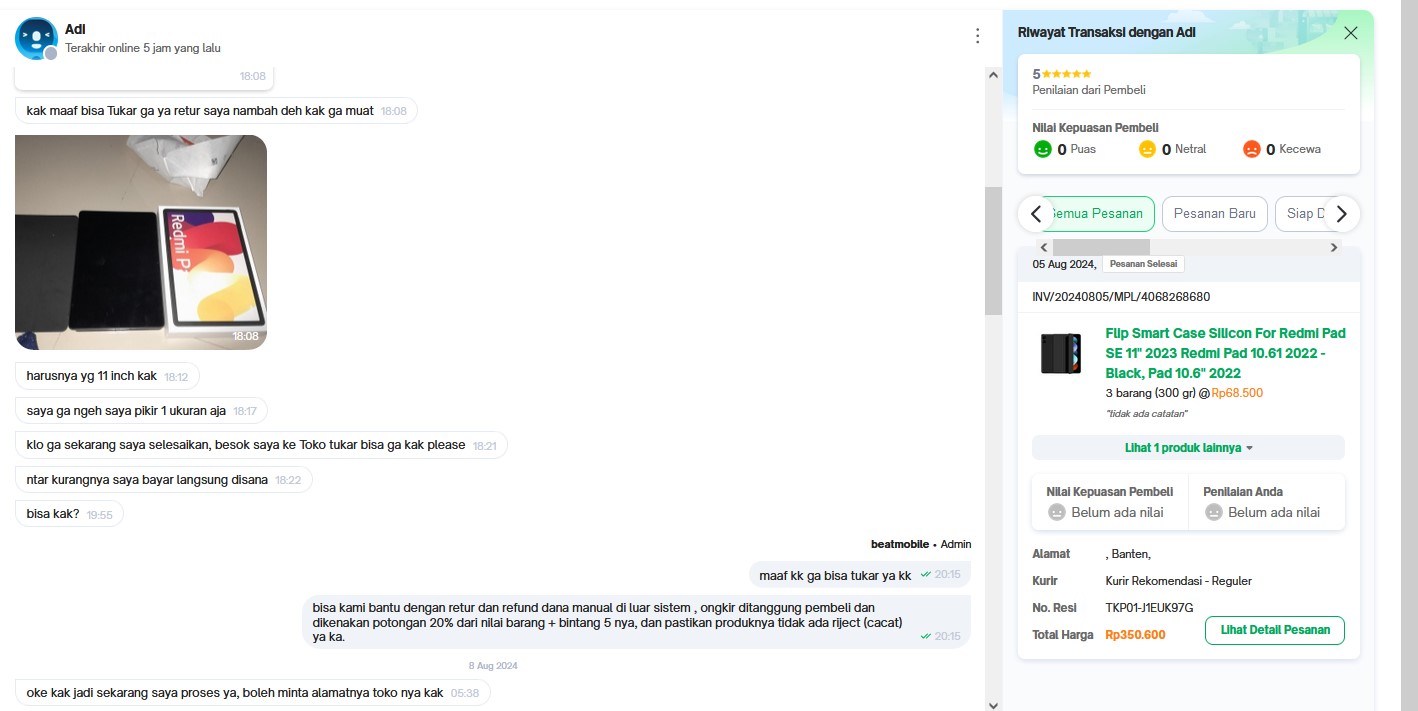 Adi
Terakhir online 5 jam yang lalu
18:08
kak maaf bisa Tukar ga ya retur saya nambah deh kak ga muat 18:08
Redmi Pa
18:08
harusnya yg 11 inch kak 18:12
saya ga ngeh saya pikir 1 ukuran aja 18:17
klo ga sekarang saya selesaikan, besok saya ke Toko tukar bisa ga kak please 18:21
ntar kurangnya saya bayar langsung disana 18:22
bisa kak? 19:55
beatmobile • Admin
maaf kk ga bisa tukar ya kk 20:15
bisa kami bantu dengan retur dan refund dana manual di luar sistem , ongkir ditanggung pembeli dan
dikenakan potongan 20% dari nilai barang + bintang 5 nya, dan pastikan produknya tidak ada riject (cacat)
ya ka. 20:15
8 Aug 2024
oke kak jadi sekarang saya proses ya, boleh minta alamatnya toko nya kak 05:38
Riwayat Transaksi dengan Adi
5
Penilaian dari Pembeli
Nilai Kepuasan Pembeli
0 Puas 0 Netral 0 Kecewa
Semua Pesanan Pesanan Baru Siap D
05 Aug 2024, Pesanan Selesai
INV/20240805/MPL/4068268680
Flip Smart Case Silicon For Redmi Pad
SE 11" 2023 Redmi Pad 10.61 2022 -
Black, Pad 10.6" 2022
3 barang (300 gr) @Rp68.500
"tidak ada catatan"
Lihat 1 produk lainnya
Nilai Kepuasan Pembeli Penilaian Anda
Belum ada nilai Belum ada nilai
Alamat , Banten,
Kurir Kurir Rekomendasi - Reguler
No. Resi TKP01-J1EUK97G
Total Harga Rp350.600 Lihat Detail Pesanan